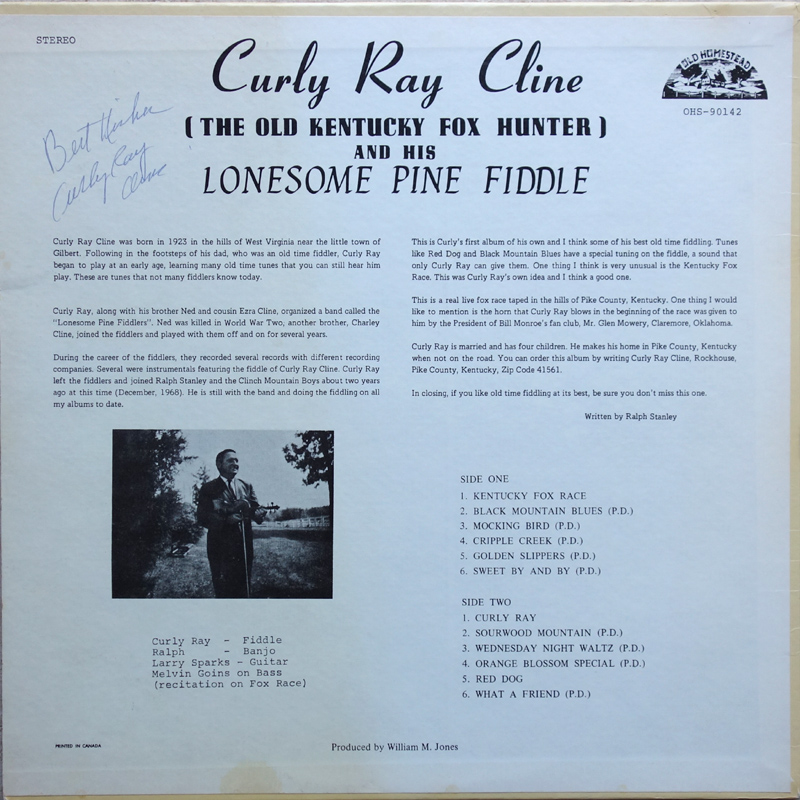 STEREO
Curly Ray Cline
OLD HOMESTEAD
OHS-90142
(THE OLD KENTUCKY FOX HUNTER)
AND HIS
LONESOME PINE FIDDLE
Curly Ray
Cline
Curly Ray Cline was born in 1923 in the hills of West Virginia near the little town of
Gilbert. Following in the footsteps of his dad, who was an old time fiddler, Curly Ray
began to play at an early age, learning many old time tunes that you can still hear him
play. These are tunes that not many fiddlers know today.
Curly Ray, along with his brother Ned and cousin Ezra Cline, organized a band called the
"Lonesome Pine Fiddlers". Ned was killed in World War Two, another brother, Charley
Cline, joined the fiddlers and played with them off and on for several years.
During the career of the fiddlers, they recorded several records with different recording
companies. Several were instrumentals featuring the fiddle of Curly Ray Cline. Curly Ray
left the fiddlers and joined Ralph Stanley and the Clinch Mountain Boys about two years
ago at this time (December, 1968). He is still with the band and doing the fiddling on all
my albums to date.
This is Curly's first album of his own and I think some of his best old time fiddling. Tunes
like Red Dog and Black Mountain Blues have a special tuning on the fiddle, a sound that
only Curly Ray can give them. One thing I think is very unusual is the Kentucky Fox
Race. This was Curly Ray's own idea and I think a good one.
This is a real live fox race taped in the hills of Pike County, Kentucky. One thing I would
like to mention is the horn that Curly Ray blows in the beginning of the race was given to
him by the President of Bill Monroe's fan club, Mr. Glen Mowery, Claremore, Oklahoma.
Curly Ray is married and has four children. He makes his home in Pike County, Kentucky
when not on the road. You can order this album by writing Curly Ray Cline, Rockhouse,
Pike County, Kentucky, Zip Code 41561.
In closing, if you like old time fiddling at its best, be sure you don't miss this one.
Written by Ralph Stanley
Curly Ray - Fiddle
Ralph - Banjo
Larry Sparks - Guitar
Melvin Goins on Bass
(recitation on Fox Race)
SIDE ONE
1. KENTUCKY FOX RACE
2. BLACK MOUNTAIN BLUES (P.D.)
3. MOCKING BIRD (P.D.)
4. CRIPPLE CREEK (P.D.)
5. GOLDEN SLIPPERS (P.D.)
6. SWEET BY AND BY (P.D.)
SIDE TWO
1. CURLY RAY
2. SOURWOOD MOUNTAIN (P.D.)
3. WEDNESDAY NIGHT WALTZ (P.D.)
4. ORANGE BLOSSOM SPECIAL (P.D.)
5. RED DOG
6. WHAT A FRIEND (P.D.)
PRINTED IN CANADA
Produced by William M. Jones